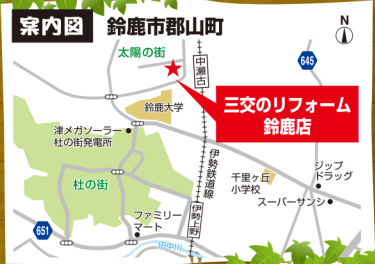 案内図 鈴鹿市郡山町
N
太陽の街
中瀬古
645
三交のリフォーム
鈴鹿店
鈴鹿大学
津メガソーラー
杜の街発電所
伊勢鉄道線
千里ヶ丘
小学校
ジップ
ドラッグ
スーパーサンシ
杜の街
伊勢上野
651
ファミリー
マート
田中川